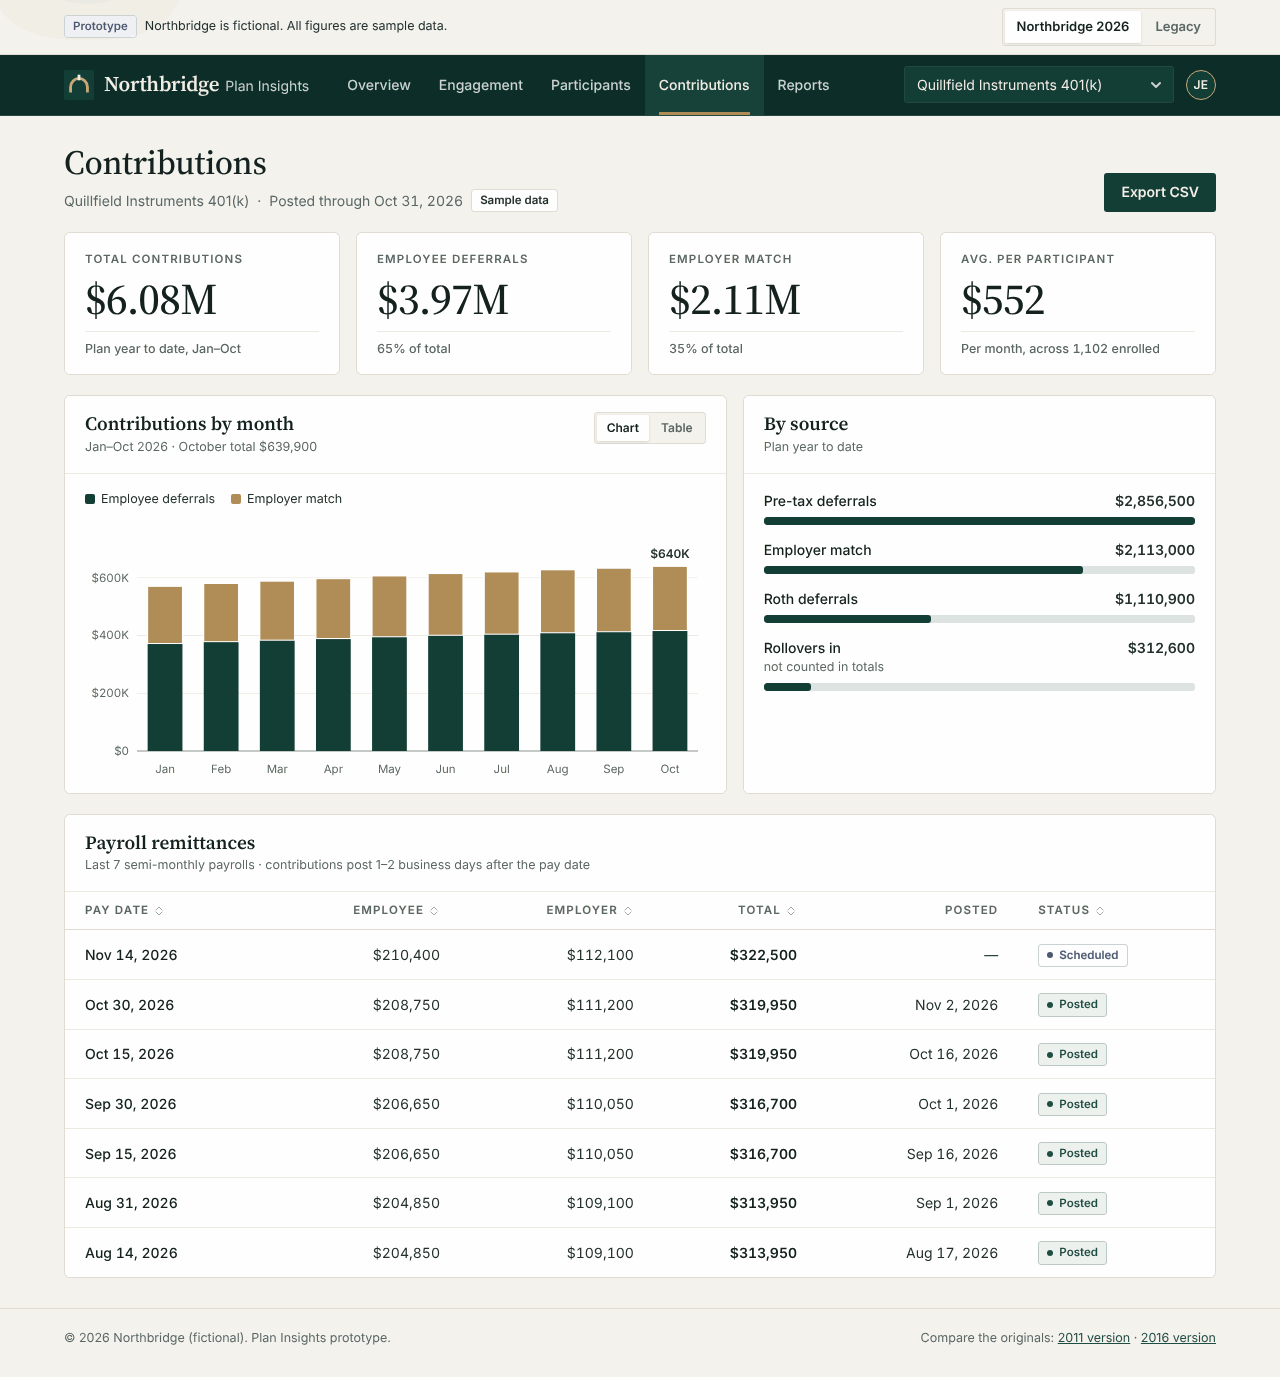 Prototype Northbridge is fictional. All figures are sample data. Northbridge 2026 Legacy
Northbridge Plan Insights Overview Engagement Participants Contributions Reports Quillfield Instruments 401(k) JE
Contributions
Quillfield Instruments 401(k) · Posted through Oct 31, 2026 Sample data
Export CSV
TOTAL CONTRIBUTIONS
$6.08M
Plan year to date, Jan–Oct
EMPLOYEE DEFERRALS
$3.97M
65% of total
EMPLOYER MATCH
$2.11M
35% of total
AVG. PER PARTICIPANT
$552
Per month, across 1,102 enrolled
Contributions by month
Jan–Oct 2026 · October total $639,900
Chart Table
Employee deferrals Employer match
$640K
$600K
$400K
$200K
$0
Jan Feb Mar Apr May Jun Jul Aug Sep Oct
By source
Plan year to date
Pre-tax deferrals $2,856,500
Employer match $2,113,000
Roth deferrals $1,110,900
Rollovers in $312,600
not counted in totals
Payroll remittances
Last 7 semi-monthly payrolls · contributions post 1–2 business days after the pay date
PAY DATE EMPLOYEE EMPLOYER TOTAL POSTED STATUS
Nov 14, 2026 $210,400 $112,100 $322,500 — Scheduled
Oct 30, 2026 $208,750 $111,200 $319,950 Nov 2, 2026 Posted
Oct 15, 2026 $208,750 $111,200 $319,950 Oct 16, 2026 Posted
Sep 30, 2026 $206,650 $110,050 $316,700 Oct 1, 2026 Posted
Sep 15, 2026 $206,650 $110,050 $316,700 Sep 16, 2026 Posted
Aug 31, 2026 $204,850 $109,100 $313,950 Sep 1, 2026 Posted
Aug 14, 2026 $204,850 $109,100 $313,950 Aug 17, 2026 Posted
© 2026 Northbridge (fictional). Plan Insights prototype. Compare the originals: 2011 version · 2016 version